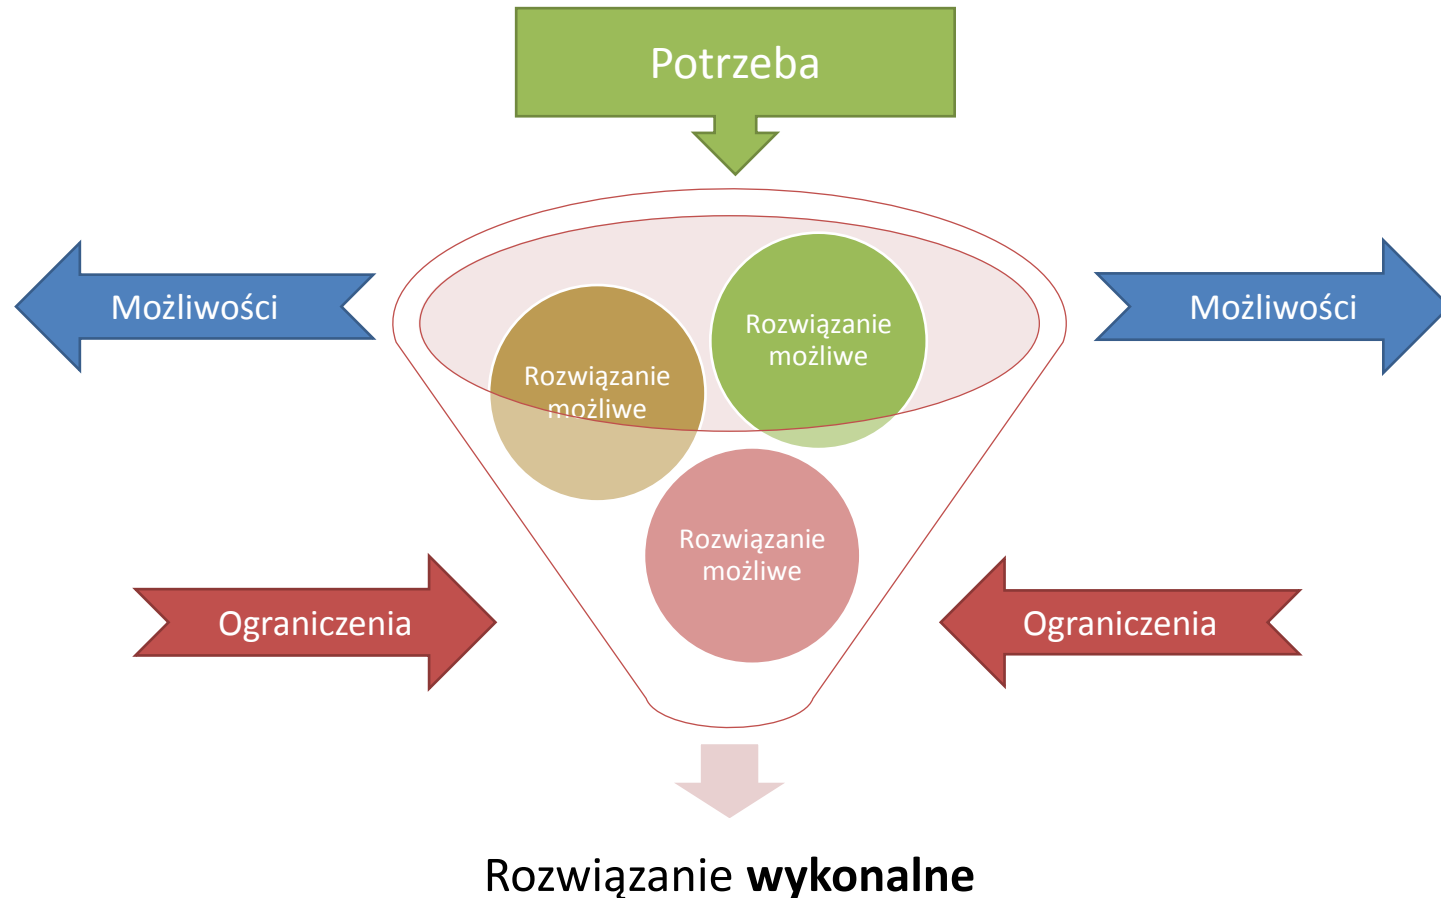 Potrzeba
Możliwości
Możliwości
Rozwiązanie
możliwe
Rozwiązanie
możliwe
Rozwiązanie
możliwe
Ograniczenia
Ograniczenia
Rozwiązanie wykonalne